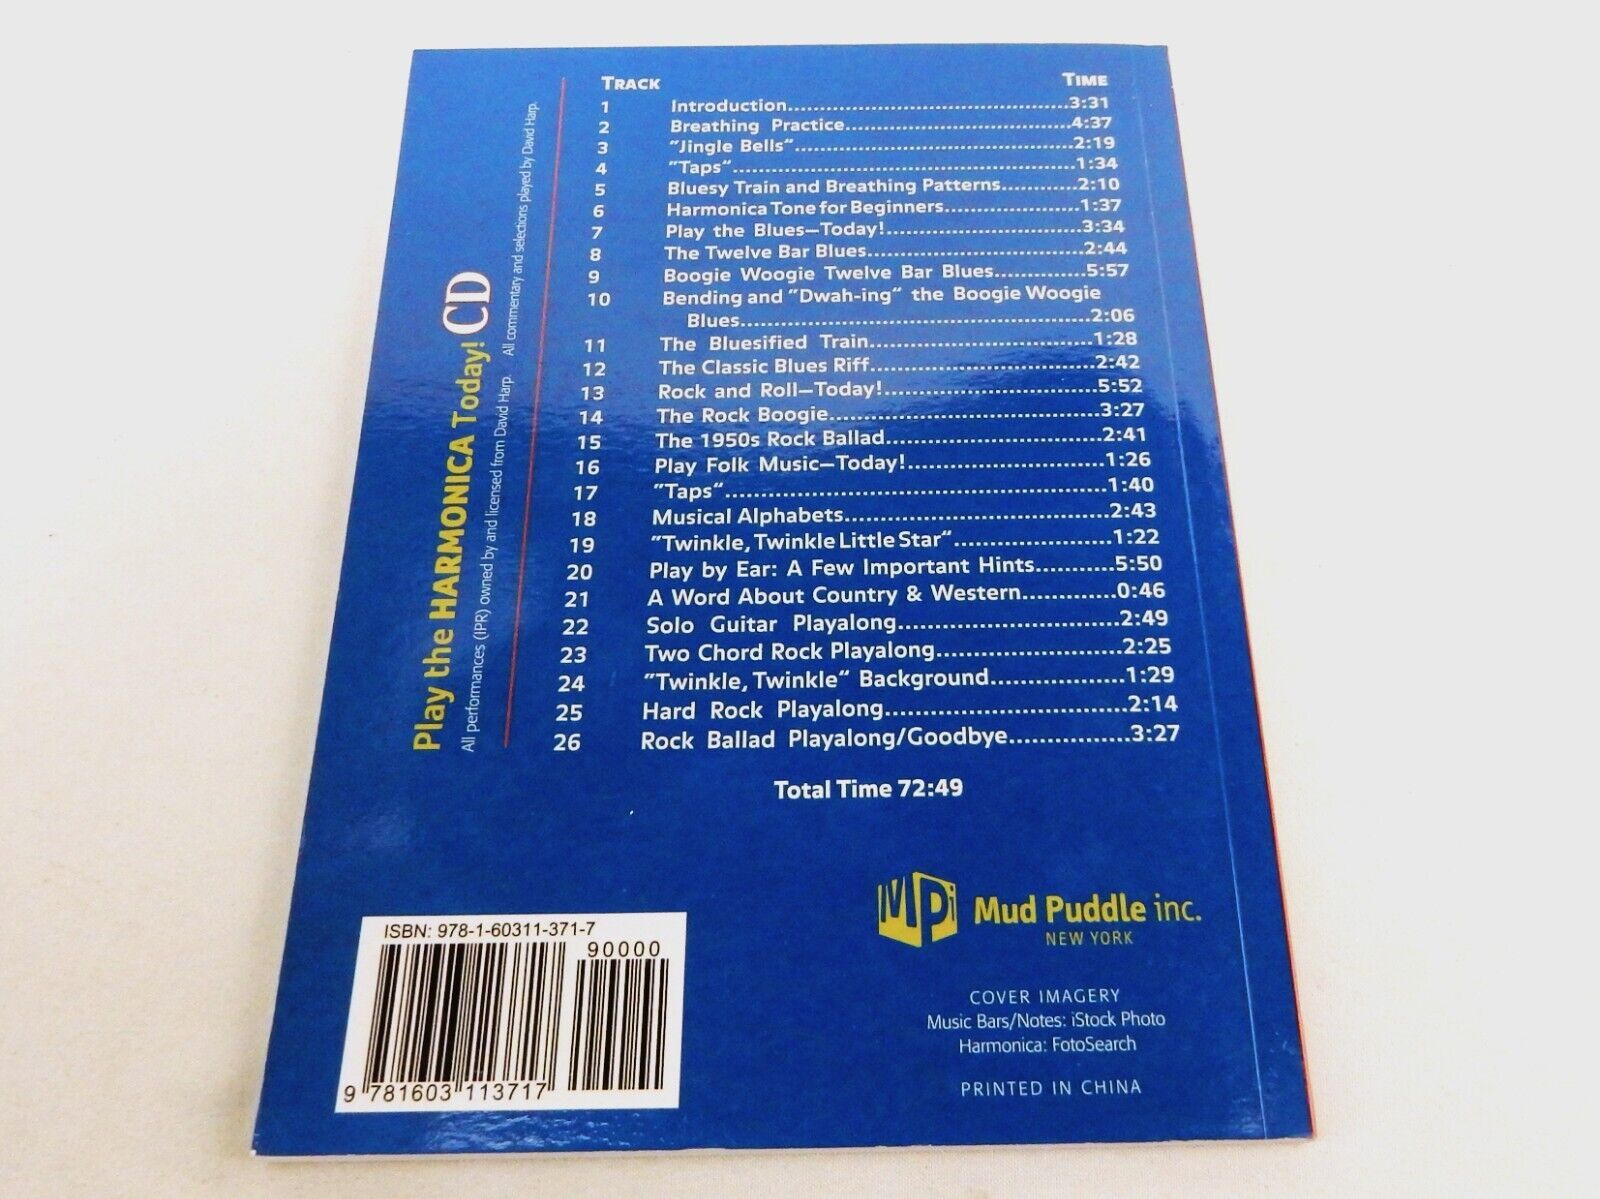 Play the HARMONICA Today! CD
All performances (IPR) owned by and licensed from David Harp. All commentary and selections played by David Harp.
TRACK TIME
1 Introduction...3:31
2 Breathing Practice...4:37
3 "Jingle Bells"...2:19
4 "Taps"...1:34
5 Bluesy Train and Breathing Patterns...2:10
6 Harmonica Tone for Beginners...1:37
7 Play the Blues—Today!...3:34
8 The Twelve Bar Blues...2:44
9 Boogie Woogie Twelve Bar Blues...5:57
10 Bending and "Dwah-ing" the Boogie Woogie
Blues...2:06
11 The Bluesified Train...1:28
12 The Classic Blues Riff...2:42
13 Rock and Roll—Today!...5:52
14 The Rock Boogie...3:27
15 The 1950s Rock Ballad...2:41
16 Play Folk Music—Today!...1:26
17 "Taps"...1:40
18 Musical Alphabets...2:43
19 "Twinkle, Twinkle Little Star"...1:22
20 Play by Ear: A Few Important Hints...5:50
21 A Word About Country & Western...0:46
22 Solo Guitar Playalong...2:49
23 Two Chord Rock Playalong...2:25
24 "Twinkle, Twinkle" Background...1:29
25 Hard Rock Playalong...2:14
26 Rock Ballad Playalong/Goodbye...3:27
Total Time 72:49
MPi Mud Puddle inc.
NEW YORK
ISBN: 978-1-60311-371-7
90000
9 781603 113717
COVER IMAGERY
Music Bars/Notes: iStock Photo
Harmonica: FotoSearch
PRINTED IN CHINA